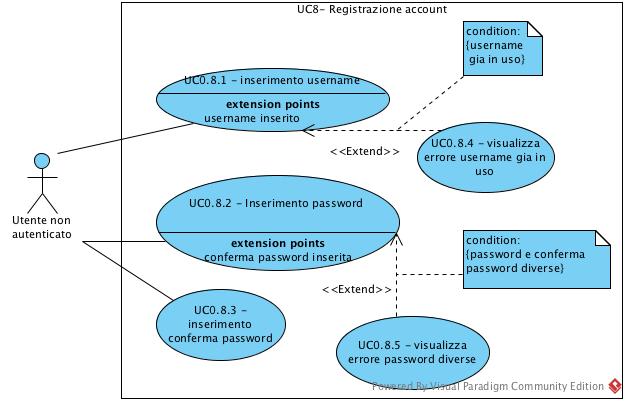 UC8- Registrazione account
condition:
{username
gia in uso}
UC0.8.1 - inserimento username
extension points
username inserito
<<Extend>>
UC0.8.4 - visualizza
errore username gia in
uso
Utente non
autenticato
UC0.8.2 - Inserimento password
extension points
conferma password inserita
condition:
{password e conferma
password diverse}
<<Extend>>
UC0.8.3 -
inserimento
conferma password
UC0.8.5 - visualizza
errore password diverse
Powered By Visual Paradigm Community Edition